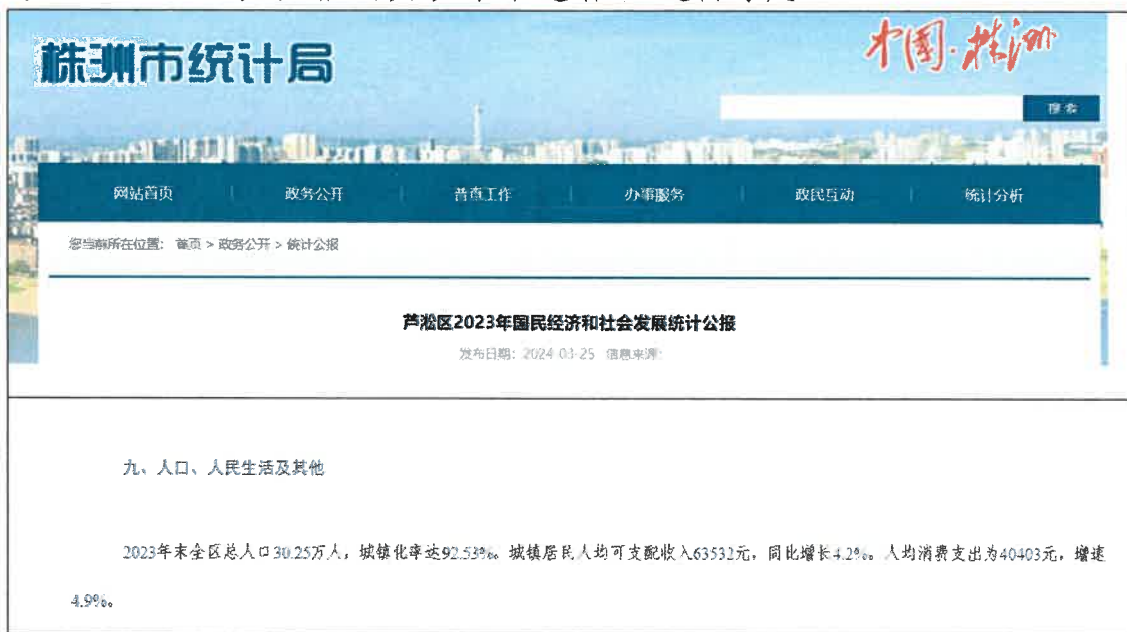 株洲市统计局
中国·株洲
搜索
网站首页 政务公开 普查工作 办事服务 政民互动 统计分析
您当前所在位置： 首页 > 政务公开 > 统计公报
芦淞区2023年国民经济和社会发展统计公报
发布日期：2024-03-25 信息来源：
九、人口、人民生活及其他
2023年末全区总人口30.25万人，城镇化率达92.53%。城镇居民人均可支配收入63532元，同比增长4.2%。人均消费支出为40403元，增速
4.9%。